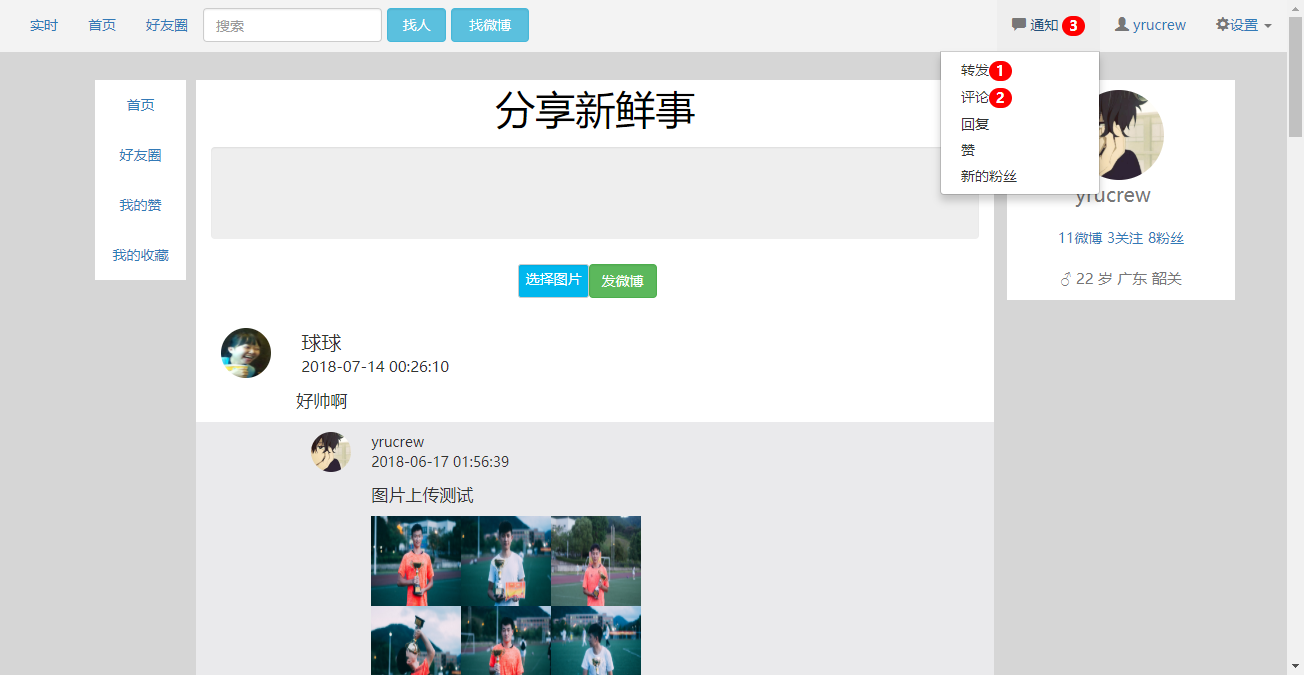 实时 首页 好友圈 搜索 找人 找微博 通知 3 yrucrew 设置
转发 1
评论 2
回复
赞
新的粉丝
首页
好友圈
我的赞
我的收藏
分享新鲜事
选择图片 发微博
球球
2018-07-14 00:26:10
好帅啊
yrucrew
2018-06-17 01:56:39
图片上传测试
yrucrew
11微博 3关注 8粉丝
♂ 22 岁 广东 韶关